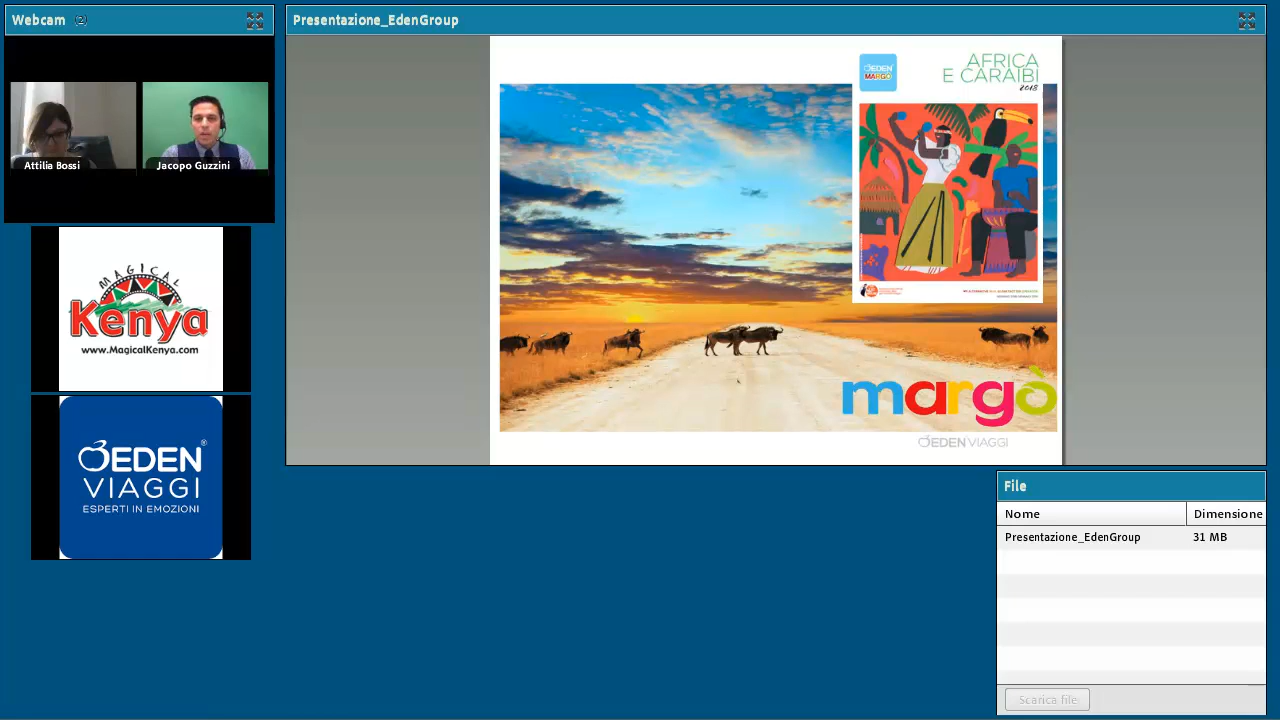 Webcam (2)
Attilia Bossi
Jacopo Guzzini
MAGICAL
Kenya
www.MagicalKenya.com
EDEN®
VIAGGI
ESPERTI IN EMOZIONI
Presentazione_EdenGroup
EDEN
MARGÒ
AFRICA
E CARAIBI
2018
margò
EDEN VIAGGI
File
Nome Dimensione
Presentazione_EdenGroup 31 MB
Scarica file